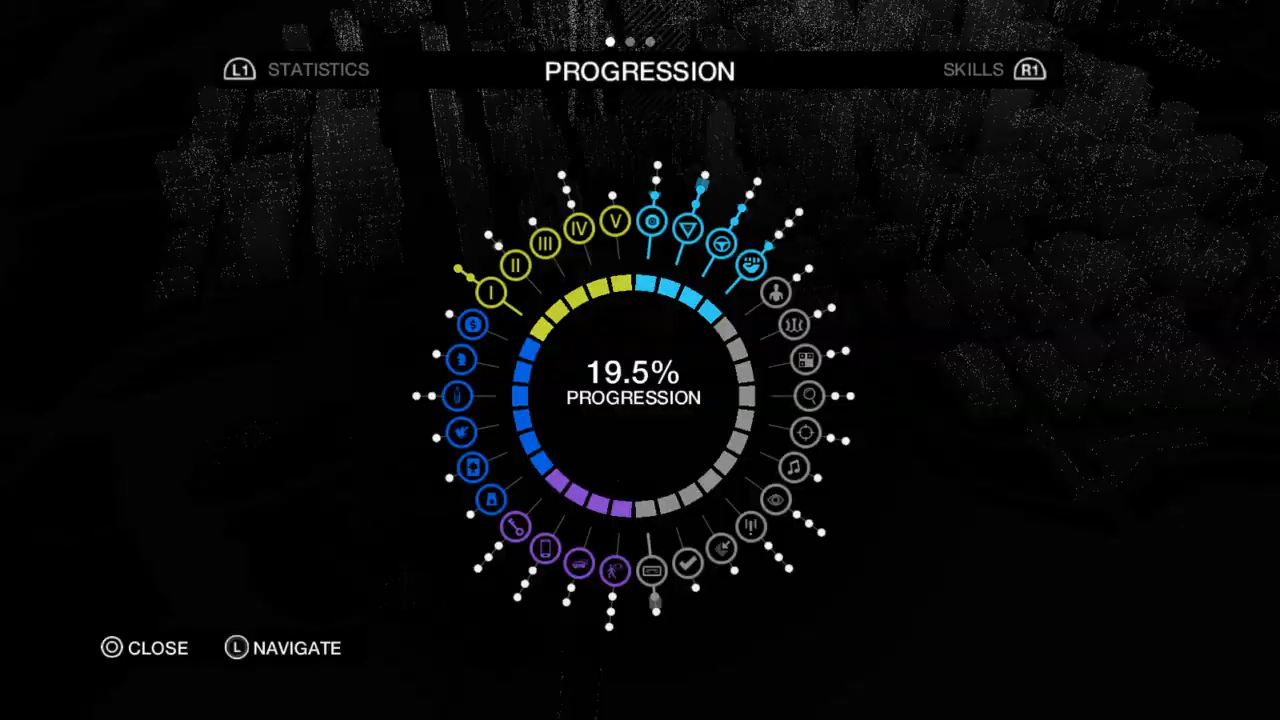 L1 STATISTICS
PROGRESSION
SKILLS R1
I II III IV V
$
19.5%
PROGRESSION
CLOSE
L NAVIGATE